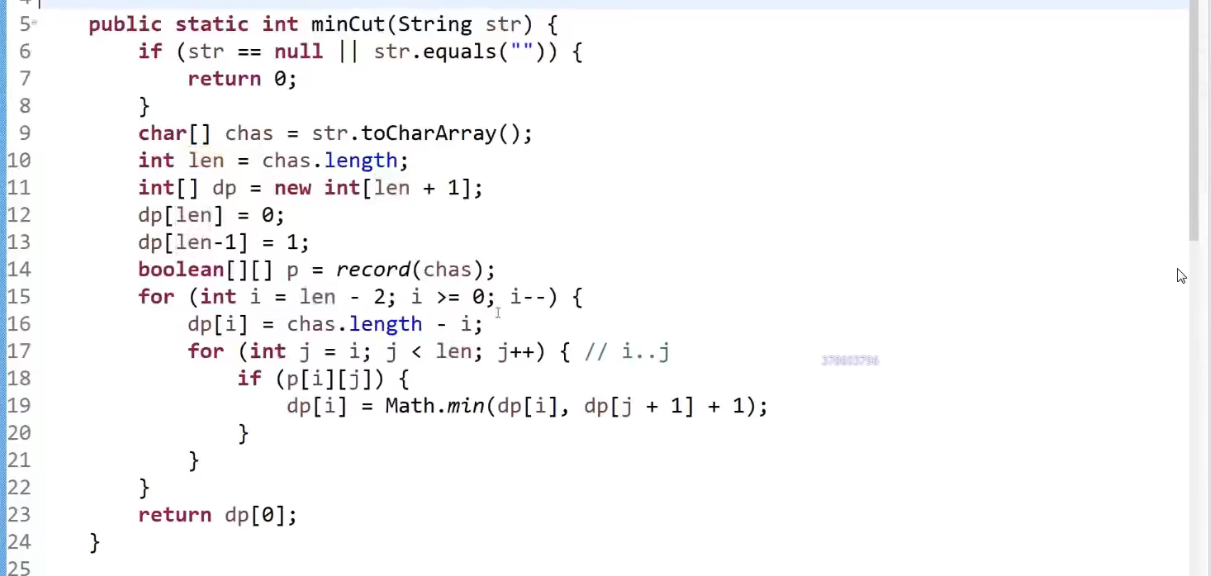 5 public static int minCut(String str) {
6 if (str == null || str.equals("")) {
7 return 0;
8 }
9 char[] chas = str.toCharArray();
10 int len = chas.length;
11 int[] dp = new int[len + 1];
12 dp[len] = 0;
13 dp[len-1] = 1;
14 boolean[][] p = record(chas);
15 for (int i = len - 2; i >= 0; i--) {
16 dp[i] = chas.length - i;
17 for (int j = i; j < len; j++) { // i..j
18 if (p[i][j]) {
19 dp[i] = Math.min(dp[i], dp[j + 1] + 1);
20 }
21 }
22 }
23 return dp[0];
24 }
25